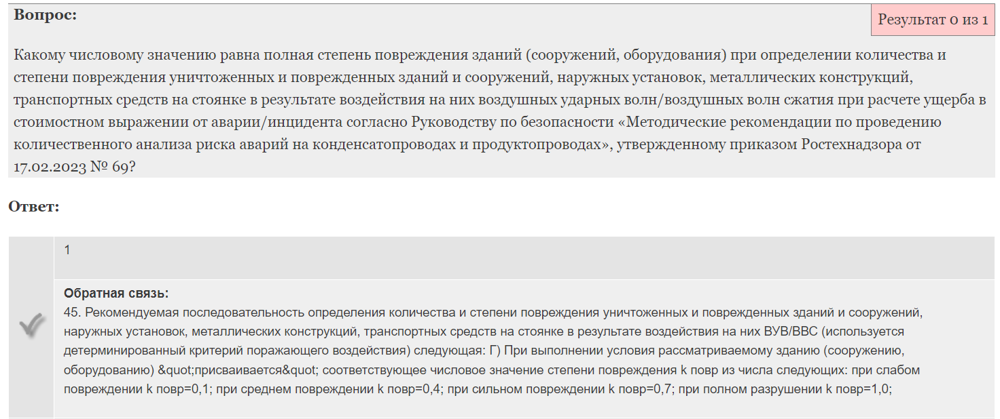 Вопрос:
Результат 0 из 1
Какому числовому значению равна полная степень повреждения зданий (сооружений, оборудования) при определении количества и
степени повреждения уничтоженных и поврежденных зданий и сооружений, наружных установок, металлических конструкций,
транспортных средств на стоянке в результате воздействия на них воздушных ударных волн/воздушных волн сжатия при расчете ущерба в
стоимостном выражении от аварии/инцидента согласно Руководству по безопасности «Методические рекомендации по проведению
количественного анализа риска аварий на конденсатопроводах и продуктопроводах», утвержденному приказом Ростехнадзора от
17.02.2023 № 69?
Ответ:
1
Обратная связь:
45. Рекомендуемая последовательность определения количества и степени повреждения уничтоженных и поврежденных зданий и сооружений,
наружных установок, металлических конструкций, транспортных средств на стоянке в результате воздействия на них ВУВ/ВВС (используется
детерминированный критерий поражающего воздействия) следующая: Г) При выполнении условия рассматриваемому зданию (сооружению,
оборудованию) &quot;присваивается&quot; соответствующее числовое значение степени повреждения k повр из числа следующих: при слабом
повреждении k повр=0,1; при среднем повреждении k повр=0,4; при сильном повреждении k повр=0,7; при полном разрушении k повр=1,0;